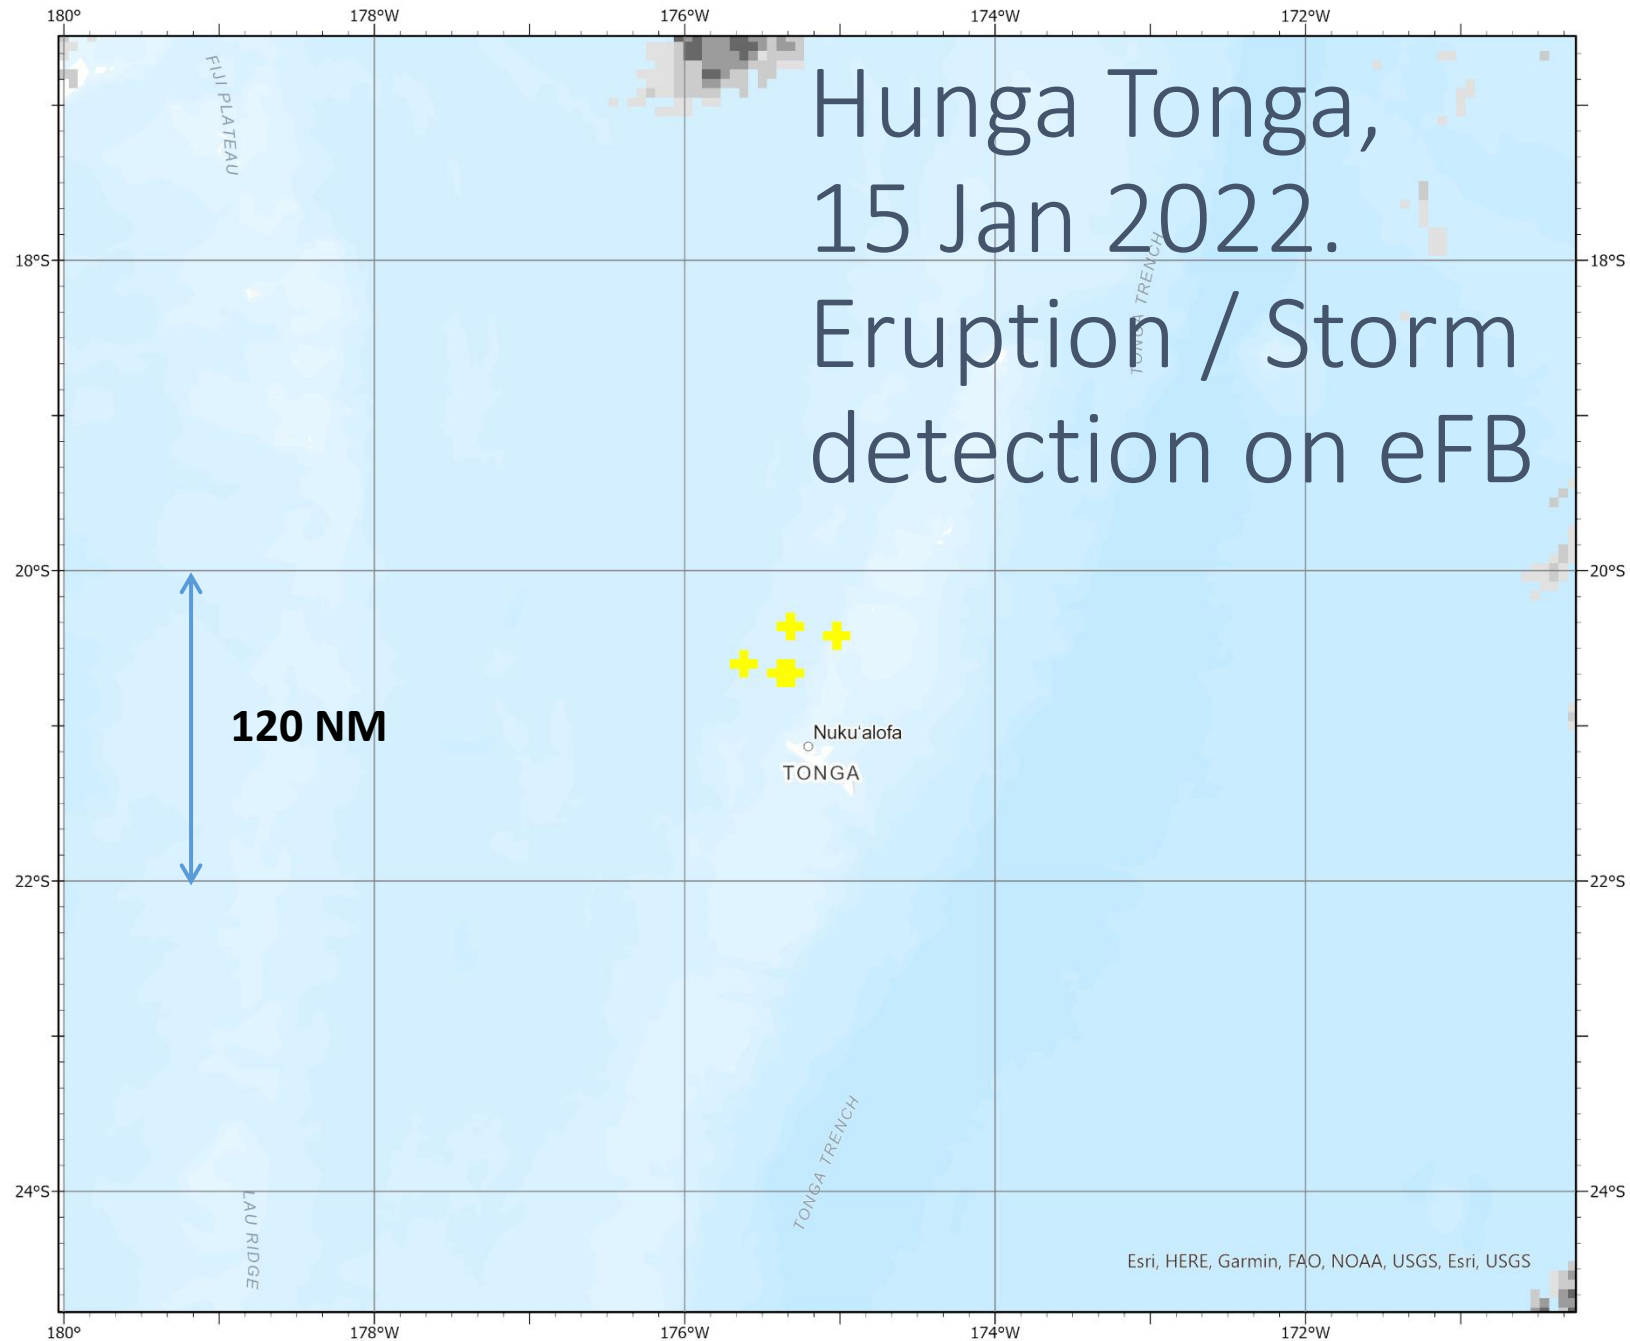 180° 178°W 176°W 174°W 172°W
FIJI PLATEAU
Hunga Tonga,
15 Jan 2022.
Eruption / Storm
detection on eFB
TONGA TRENCH
18°S 18°S
20°S 20°S
120 NM
Nuku'alofa
TONGA
22°S 22°S
TONGA TRENCH
24°S 24°S
LAU RIDGE
Esri, HERE, Garmin, FAO, NOAA, USGS, Esri, USGS
180° 178°W 176°W 174°W 172°W